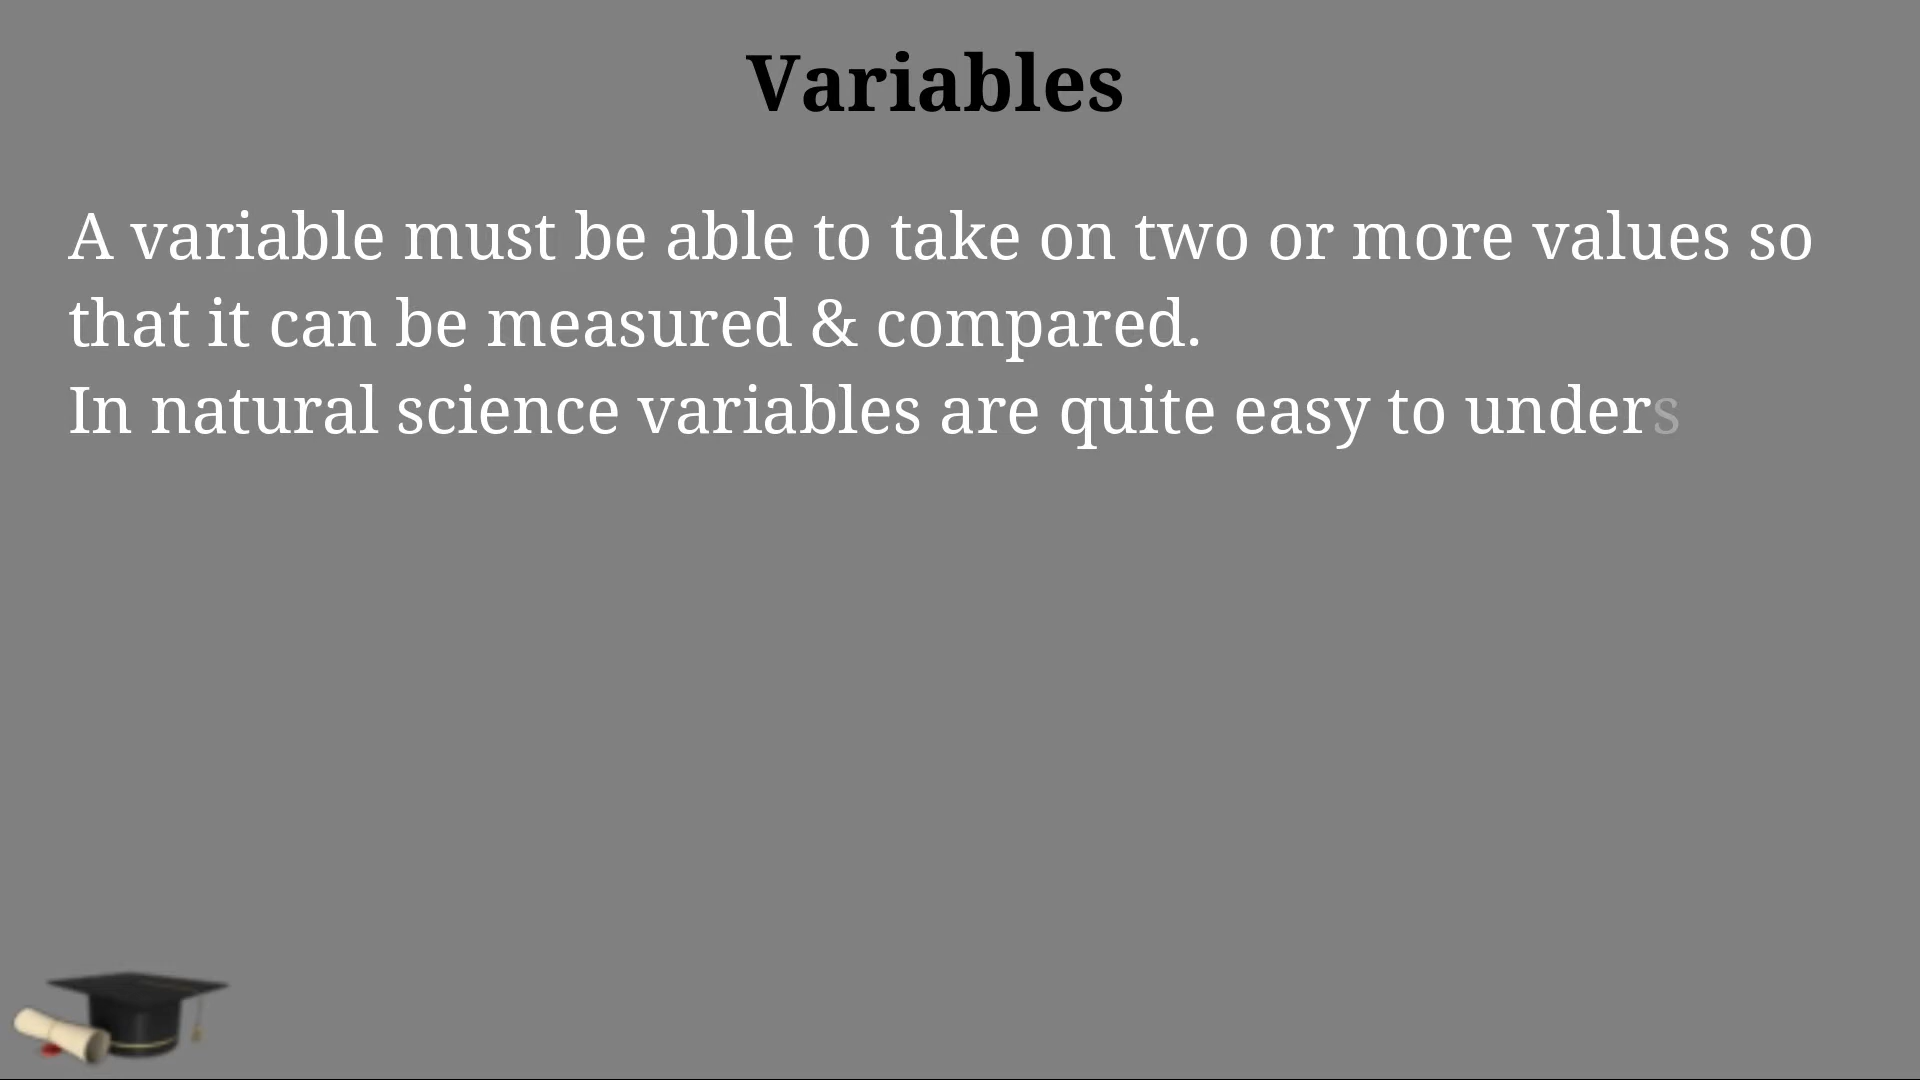 Variables
A variable must be able to take on two or more values so
that it can be measured & compared.
In natural science variables are quite easy to unders